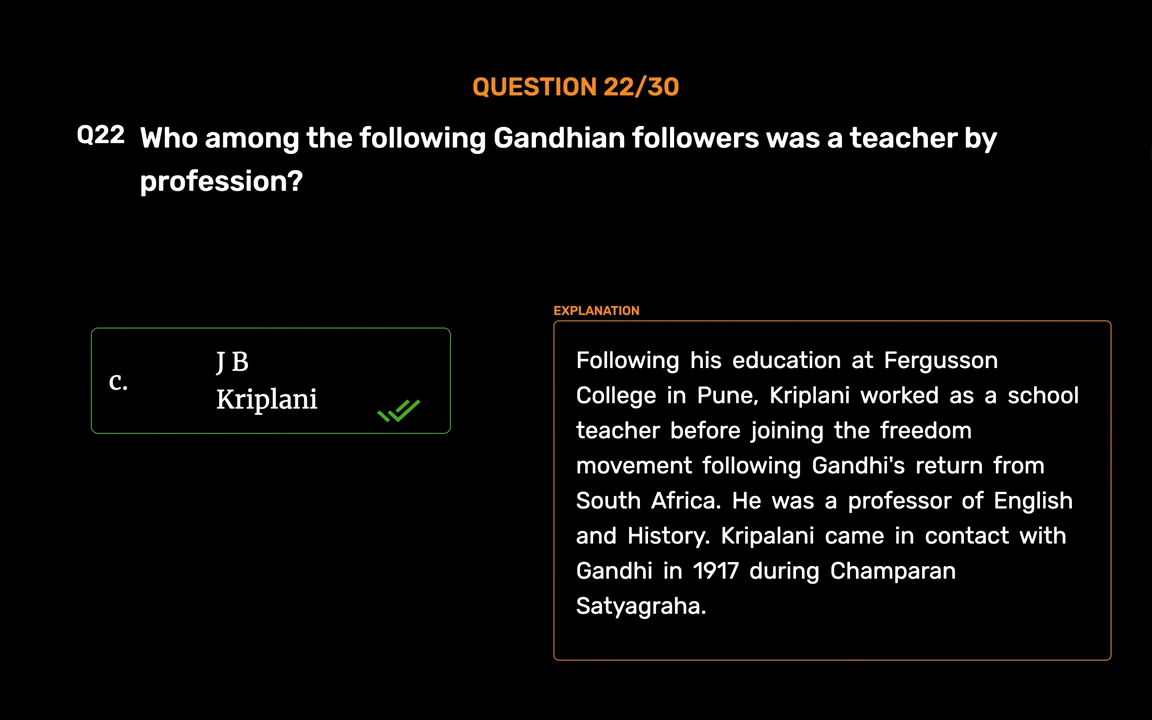 QUESTION 22/30
Q22 Who among the following Gandhian followers was a teacher by
profession?
c. J B
Kriplani
EXPLANATION
Following his education at Fergusson
College in Pune, Kriplani worked as a school
teacher before joining the freedom
movement following Gandhi's return from
South Africa. He was a professor of English
and History. Kripalani came in contact with
Gandhi in 1917 during Champaran
Satyagraha.